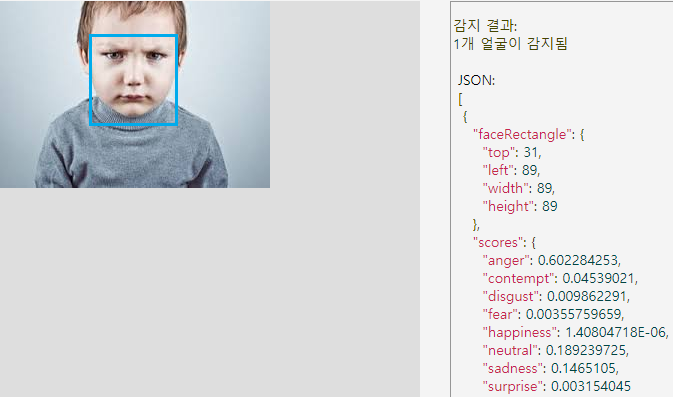 감지 결과:
1개 얼굴이 감지됨
JSON:
[
{
"faceRectangle": {
"top": 31,
"left": 89,
"width": 89,
"height": 89
},
"scores": {
"anger": 0.602284253,
"contempt": 0.04539021,
"disgust": 0.009862291,
"fear": 0.00355759659,
"happiness": 1.40804718E-06,
"neutral": 0.189239725,
"sadness": 0.1465105,
"surprise": 0.003154045